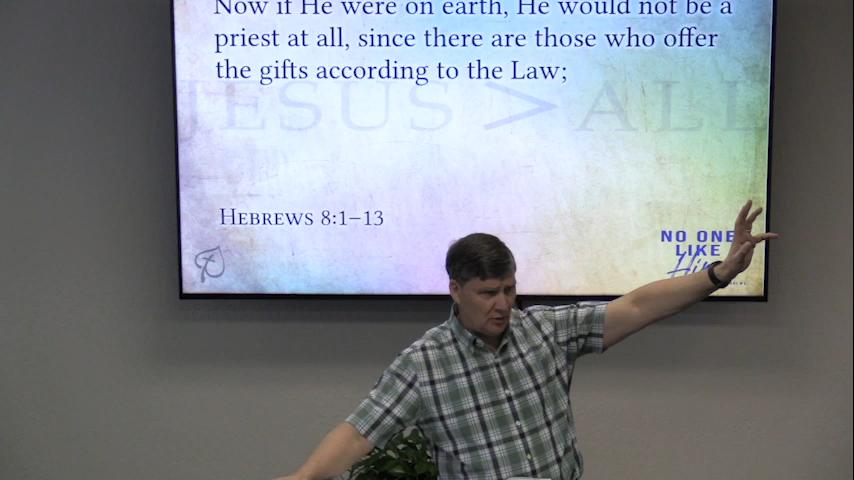 Now if He were on earth, He would not be a
priest at all, since there are those who offer
the gifts according to the Law;
JESUS > ALL
HEBREWS 8:1–13
NO ONE
LIKE